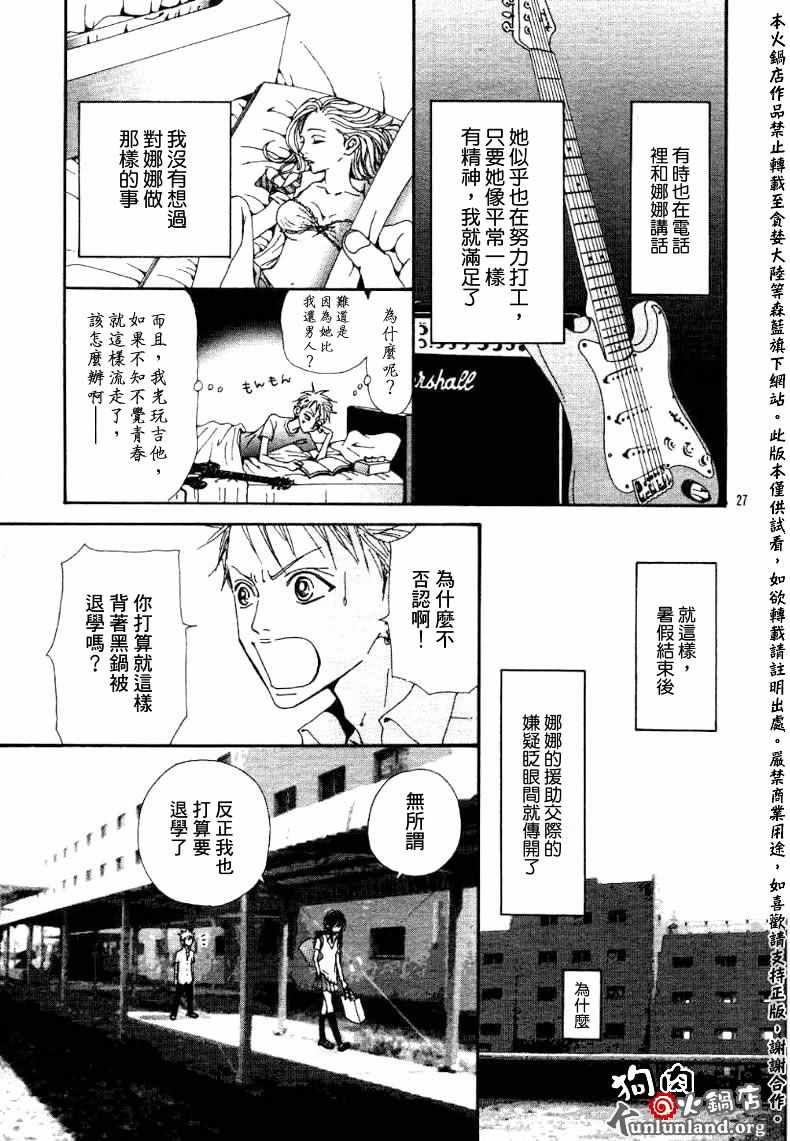 有時也在電話
裡和娜娜講話
她似乎也在努力打工，
只要她像平常一樣
有精神，我就滿足了
我沒有想過
對娜娜做
那樣的事
Marshall
為什麼呢？
難道是
因為她比
我還男人？
もんもん
而且，我光玩吉他，
如果不知不覺青春
就這樣流走了，
該怎麼辦啊——
27
就這樣，
暑假結束後
娜娜的援助交際的
嫌疑眨眼間就傳開了
為什麼不
否認啊！
你打算就這樣
背著黑鍋被
退學嗎？
為什麼
無所謂
反正我也
打算要
退學了
本火鍋店作品禁止轉載至貪婪大陸等森藍旗下網站。此版本僅供試看，如欲轉載請註明出處。嚴禁商業用途，如喜歡請支持正版，謝謝合作。
狗肉
火鍋店
Kunlunland.org